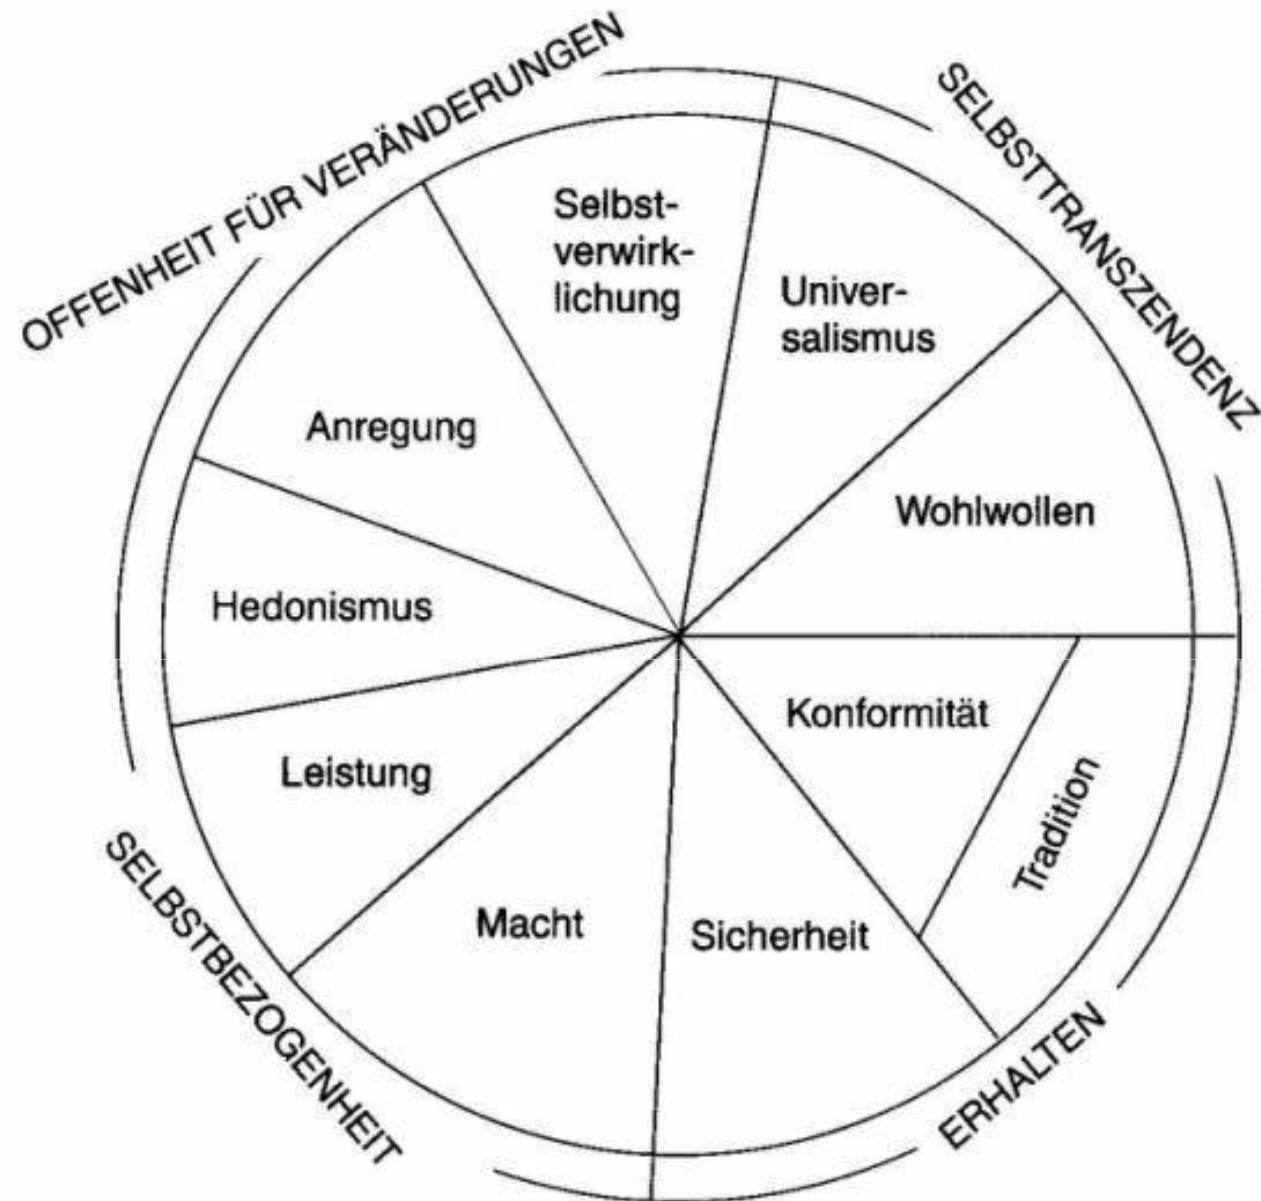 OFFENHEIT FÜR VERÄNDERUNGEN
SELBSTTRANSZENDENZ
Selbst-
verwirk-
lichung
Univer-
salismus
Anregung
Wohlwollen
Hedonismus
Konformität
Leistung
Tradition
Macht
Sicherheit
SELBSTBEZOGENHEIT
ERHALTEN